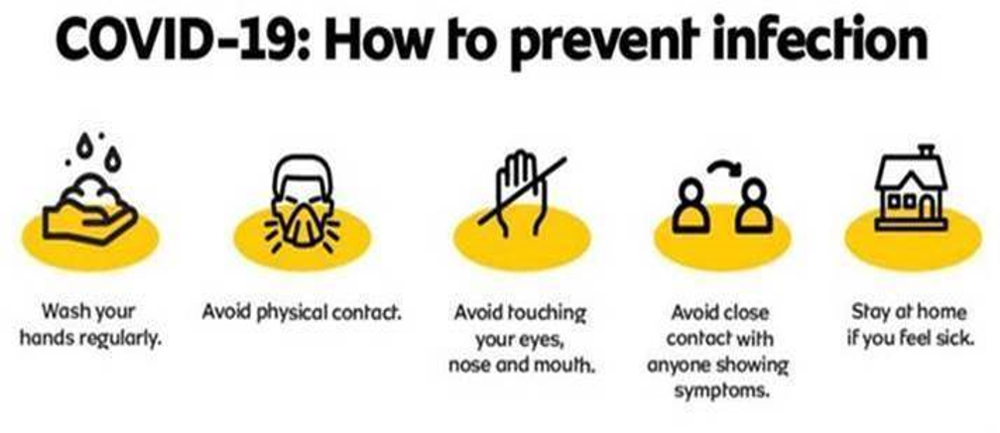 COVID-19: How to prevent infection
Wash your
hands regularly.
Avoid physical contact.
Avoid touching
your eyes,
nose and mouth.
Avoid close
contact with
anyone showing
symptoms.
Stay at home
if you feel sick.